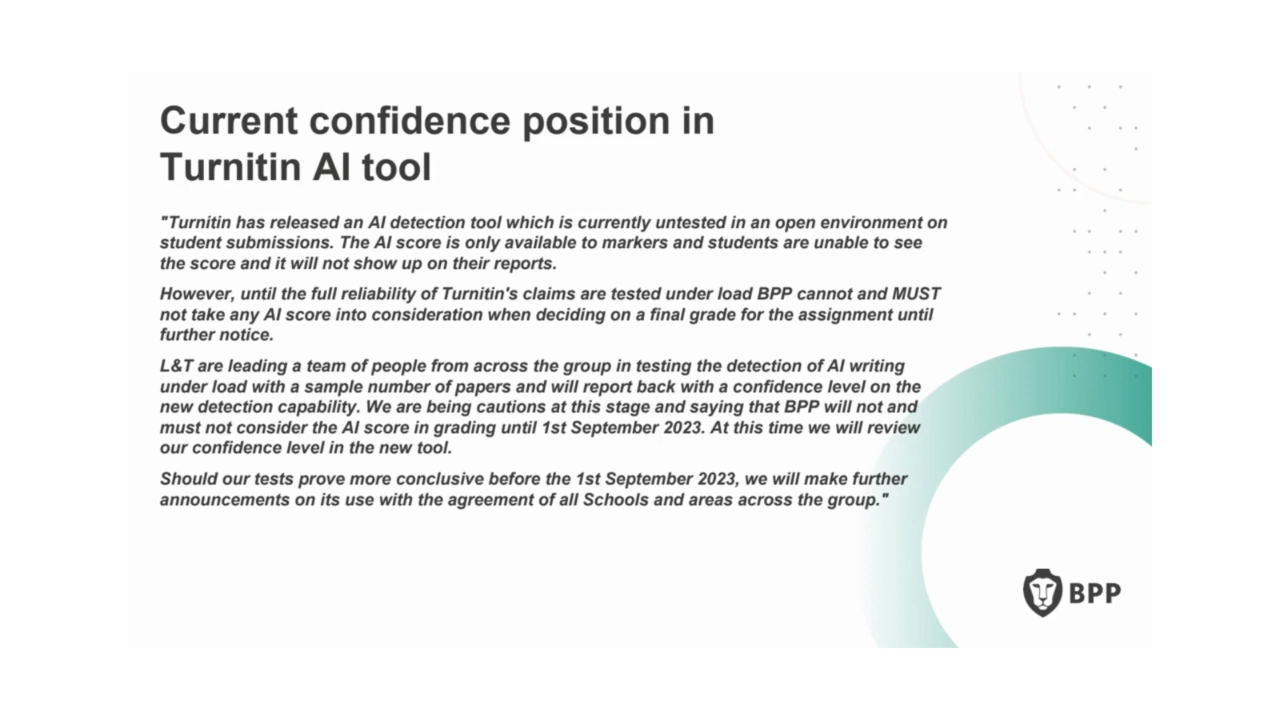 Current confidence position in
Turnitin AI tool
"Turnitin has released an AI detection tool which is currently untested in an open environment on
student submissions. The AI score is only available to markers and students are unable to see
the score and it will not show up on their reports.
However, until the full reliability of Turnitin's claims are tested under load BPP cannot and MUST
not take any AI score into consideration when deciding on a final grade for the assignment until
further notice.
L&T are leading a team of people from across the group in testing the detection of AI writing
under load with a sample number of papers and will report back with a confidence level on the
new detection capability. We are being cautions at this stage and saying that BPP will not and
must not consider the AI score in grading until 1st September 2023. At this time we will review
our confidence level in the new tool.
Should our tests prove more conclusive before the 1st September 2023, we will make further
announcements on its use with the agreement of all Schools and areas across the group."
BPP